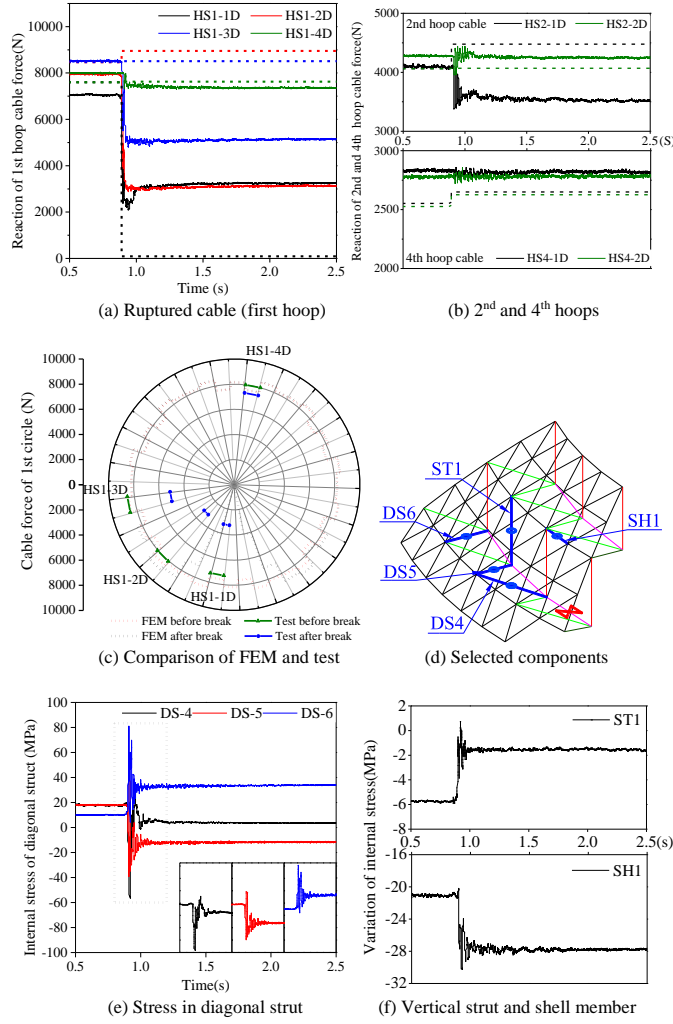 HS1-1D HS1-2D
HS1-3D HS1-4D
Reaction of 1st hoop cable force(N)
10000
8000
6000
4000
2000
0
0.5 1.0 1.5 2.0 2.5
Time (s)
(a) Ruptured cable (first hoop)
Reaction of 2nd and 4th hoop cable force(N)
2nd hoop cable HS2-1D HS2-2D
5000
4500
4000
3500
3000
0.5 1.0 1.5 2.0 2.5 (S)
3000
2500
2000
4th hoop cable HS4-1D HS4-2D
(b) 2nd and 4th hoops
Cable force of 1st circle (N)
10000
8000
6000
4000
2000
0
2000
4000
6000
8000
10000
HS1-4D
HS1-3D
HS1-2D
HS1-1D
FEM before break Test before break
FEM after break Test after break
(c) Comparison of FEM and test
ST1
DS6
SH1
DS5
DS4
(d) Selected components
Internal stress of diagonal struct (MPa)
DS-4 DS-5 DS-6
100
80
60
40
20
0
-20
-40
-60
-80
-100
0.5 1.0 1.5 2.0 2.5
Time(s)
(e) Stress in diagonal strut
Variation of internal stress(MPa)
ST1
2
0
-2
-4
-6
-8
0.5 1.0 1.5 2.0 2.5(s)
SH1
-16
-20
-24
-28
-32
(f) Vertical strut and shell member